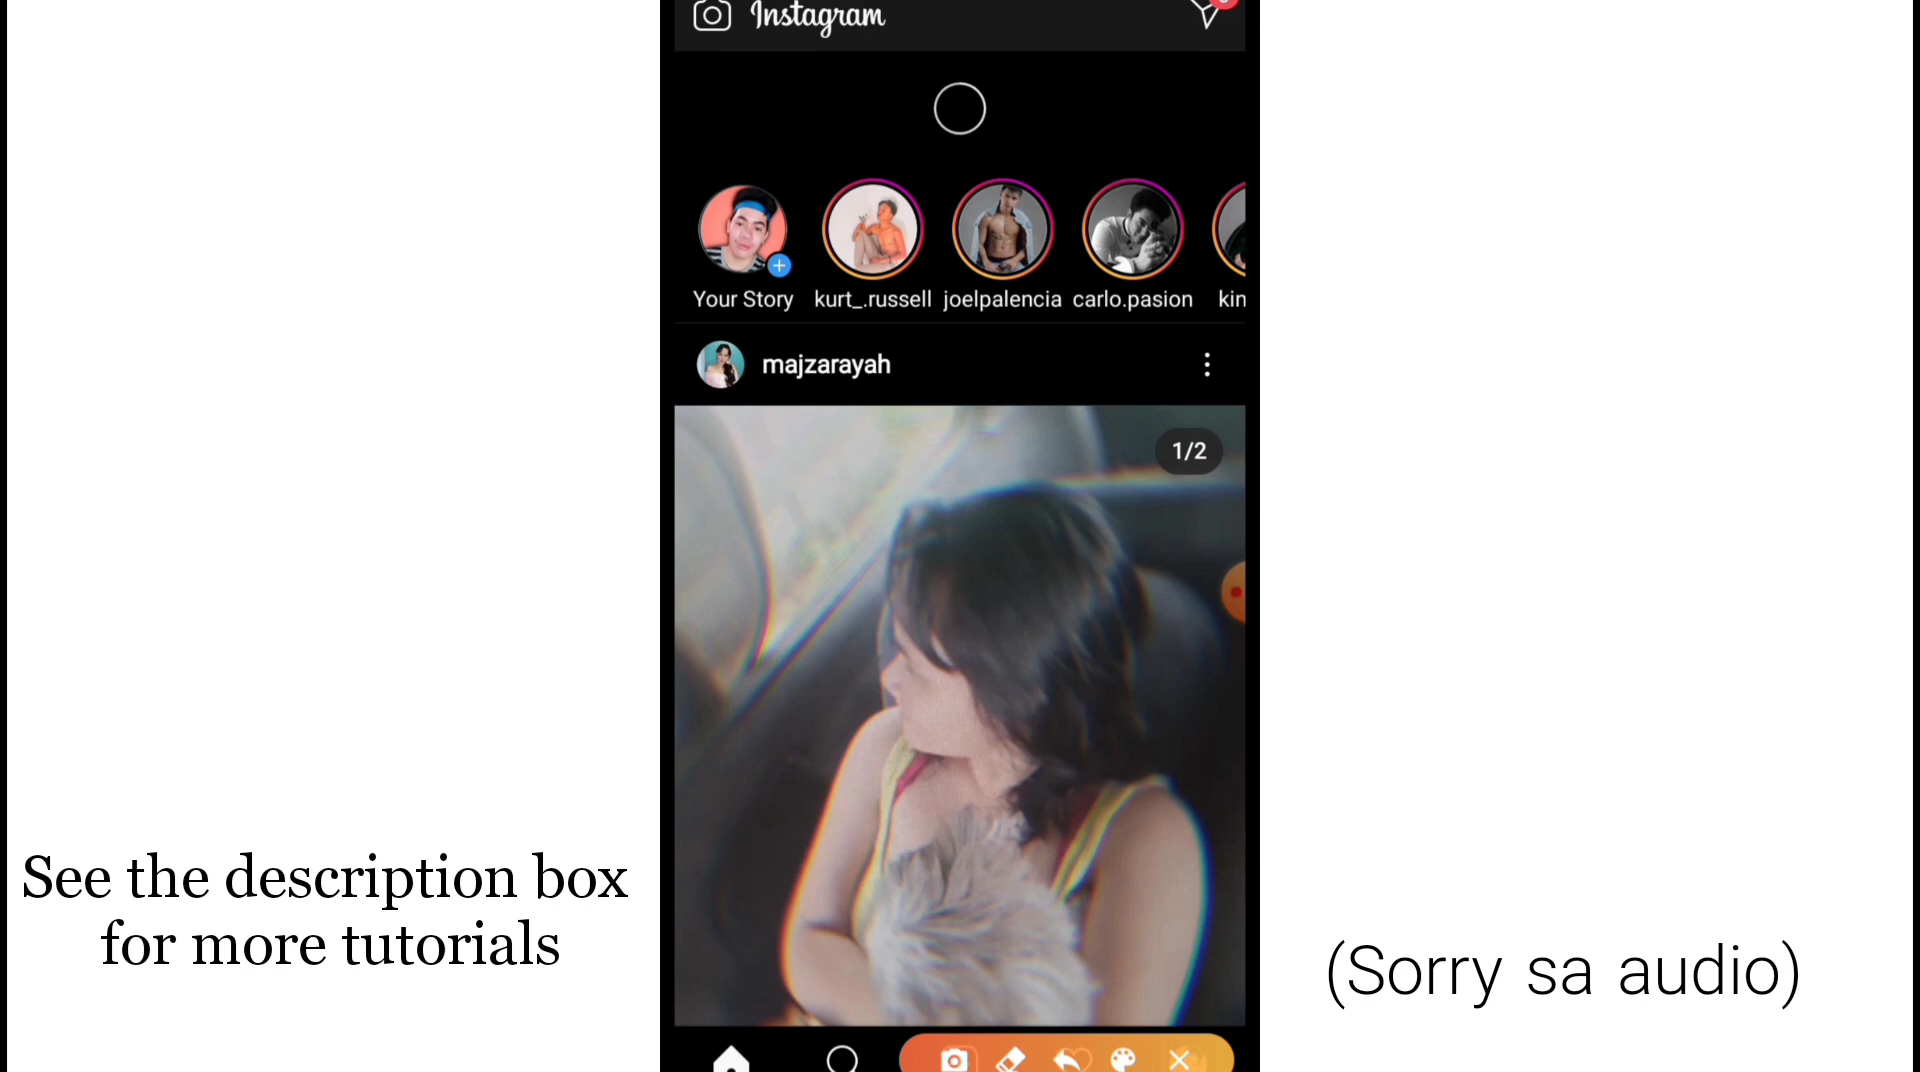 Instagram
Your Story
kurt_.russell
joelpalencia
carlo.pasion
kin
majzarayah
1/2
See the description box
for more tutorials
(Sorry sa audio)